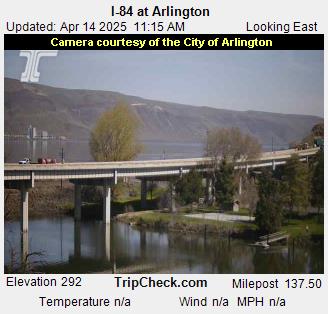 I-84 at Arlington
Updated: Apr 14 2025 11:15 AM Looking East
Camera courtesy of the City of Arlington
Elevation 292 TripCheck.com Milepost 137.50
Temperature n/a Wind n/a MPH n/a